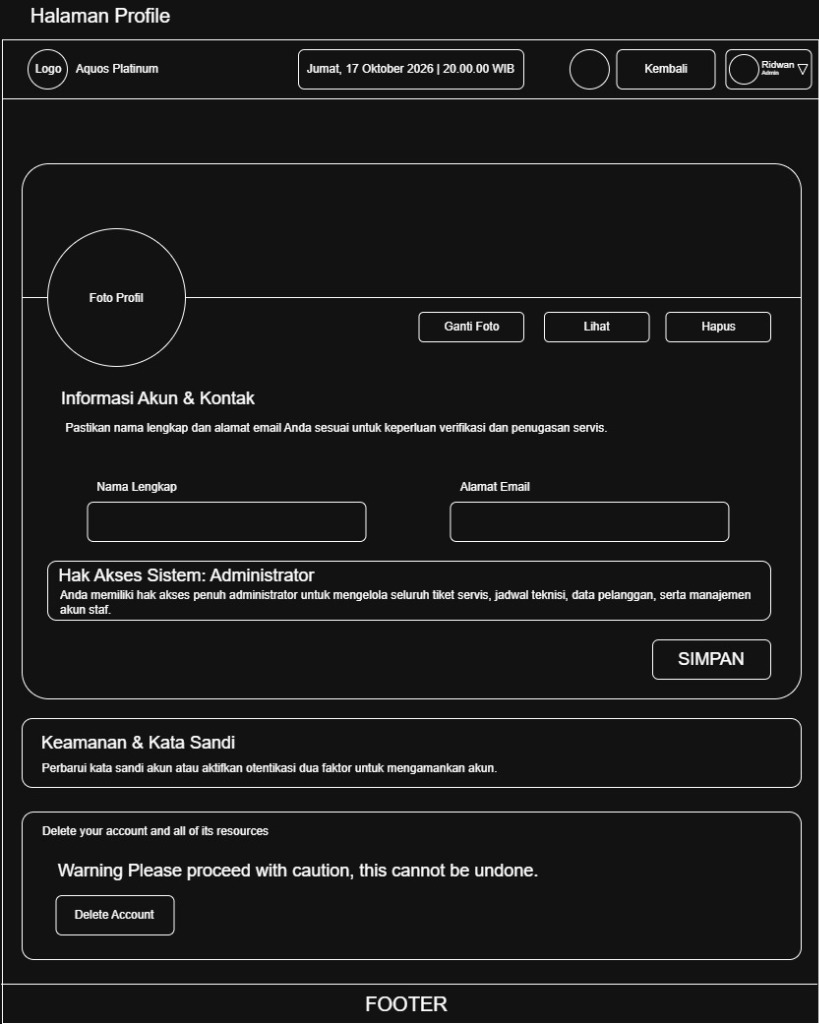 Halaman Profile
Logo
Aquos Platinum
Jumat, 17 Oktober 2026 | 20.00.00 WIB
Kembali
Ridwan
Admin
Foto Profil
Ganti Foto
Lihat
Hapus
Informasi Akun & Kontak
Pastikan nama lengkap dan alamat email Anda sesuai untuk keperluan verifikasi dan penugasan servis.
Nama Lengkap
Alamat Email
Hak Akses Sistem: Administrator
Anda memiliki hak akses penuh administrator untuk mengelola seluruh tiket servis, jadwal teknisi, data pelanggan, serta manajemen
akun staf.
SIMPAN
Keamanan & Kata Sandi
Perbarui kata sandi akun atau aktifkan otentikasi dua faktor untuk mengamankan akun.
Delete your account and all of its resources
Warning Please proceed with caution, this cannot be undone.
Delete Account
FOOTER